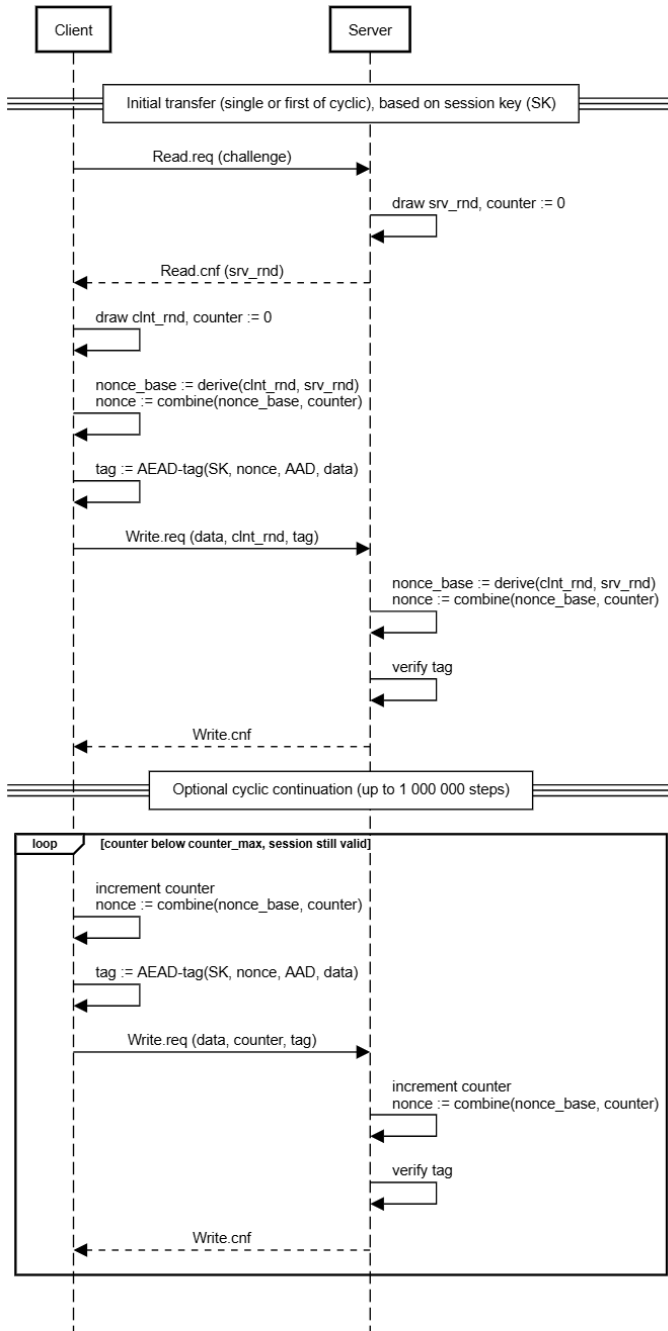 Client
Server
Initial transfer (single or first of cyclic), based on session key (SK)
Read.req (challenge)
draw srv_rnd, counter := 0
Read.cnf (srv_rnd)
draw clnt_rnd, counter := 0
nonce_base := derive(clnt_rnd, srv_rnd)
nonce := combine(nonce_base, counter)
tag := AEAD-tag(SK, nonce, AAD, data)
Write.req (data, clnt_rnd, tag)
nonce_base := derive(clnt_rnd, srv_rnd)
nonce := combine(nonce_base, counter)
verify tag
Write.cnf
Optional cyclic continuation (up to 1 000 000 steps)
loop
[counter below counter_max, session still valid]
increment counter
nonce := combine(nonce_base, counter)
tag := AEAD-tag(SK, nonce, AAD, data)
Write.req (data, counter, tag)
increment counter
nonce := combine(nonce_base, counter)
verify tag
Write.cnf